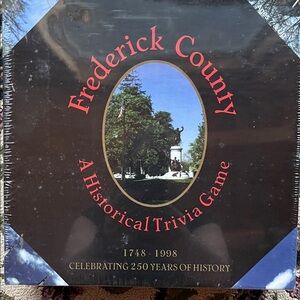 Frederick County
A Historical Trivia Game
1748 - 1998
CELEBRATING 250 YEARS OF HISTORY